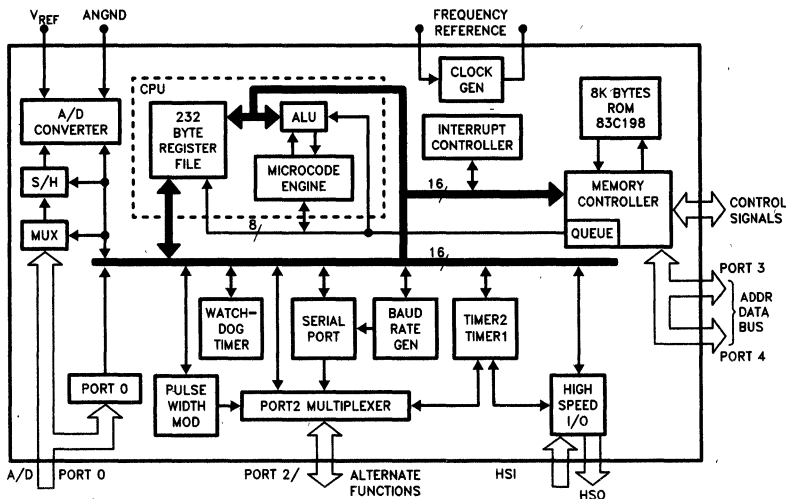 VREF
ANGND
FREQUENCY
REFERENCE
CLOCK
GEN
CPU
A/D
CONVERTER
232
BYTE
REGISTER
FILE
ALU
8K BYTES
ROM
83C198
INTERRUPT
CONTROLLER
S/H
MICROCODE
ENGINE
16/
MEMORY
CONTROLLER
CONTROL
SIGNALS
MUX
8/
QUEUE
16/
PORT 3
ADDR
DATA
BUS
PORT 4
WATCH-
DOG
TIMER
SERIAL
PORT
BAUD
RATE
GEN
TIMER2
TIMER1
PORT 0
PULSE
WIDTH
MOD
PORT2 MULTIPLEXER
HIGH
SPEED
I/O
A/D
PORT 0
PORT 2/
ALTERNATE
FUNCTIONS
HSI
HSO